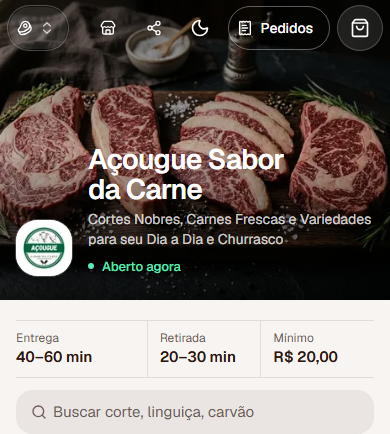 Pedidos
Açougue Sabor
da Carne
Cortes Nobres, Carnes Frescas e Variedades
para seu Dia a Dia e Churrasco
AÇOUGUE
Aberto agora
Entrega
40–60 min
Retirada
20–30 min
Mínimo
R$ 20,00
Buscar corte, linguiça, carvão